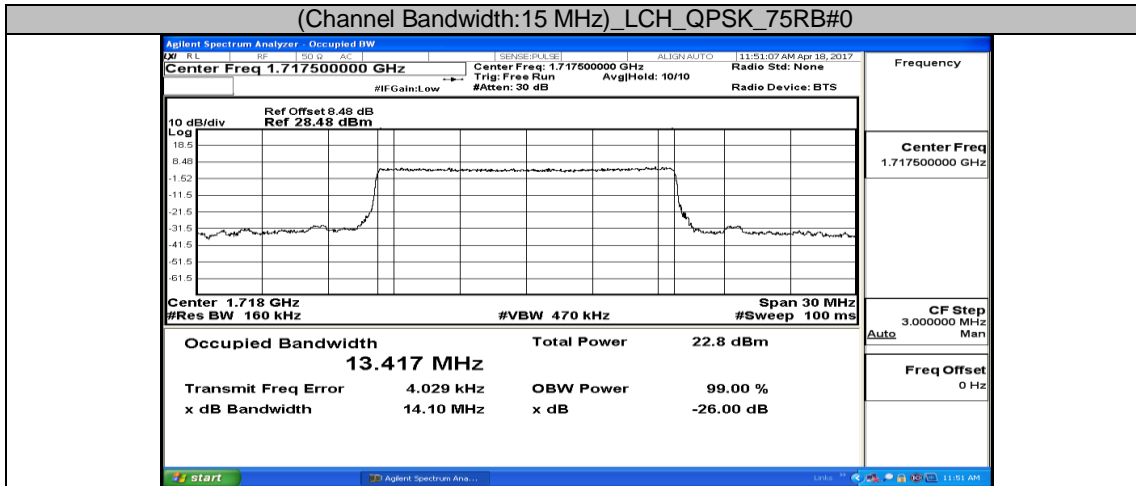 (Channel Bandwidth:15 MHz)_LCH_QPSK_75RB#0
Agilent Spectrum Analyzer - Occupied BW
LXI RL RF 50 Ω AC SENSE:PULSE ALIGNAUTO 11:51:07 AM Apr 18, 2017
Center Freq 1.717500000 GHz
Center Freq: 1.717500000 GHz
Radio Std: None
Trig: Free Run Avg|Hold: 10/10
#IFGain:Low #Atten: 30 dB Radio Device: BTS
Frequency
Ref Offset 8.48 dB
10 dB/div Ref 28.48 dBm
Log
18.5
8.48
-1.52
-11.5
-21.5
-31.5
-41.5
-51.5
-61.5
Center Freq
1.717500000 GHz
Center 1.718 GHz Span 30 MHz
#Res BW 160 kHz #VBW 470 kHz #Sweep 100 ms
CF Step
3.000000 MHz
Auto Man
Occupied Bandwidth Total Power 22.8 dBm
13.417 MHz
Freq Offset
0 Hz
Transmit Freq Error 4.029 kHz OBW Power 99.00 %
x dB Bandwidth 14.10 MHz x dB -26.00 dB
start Agilent Spectrum Ana... Links » 11:51 AM